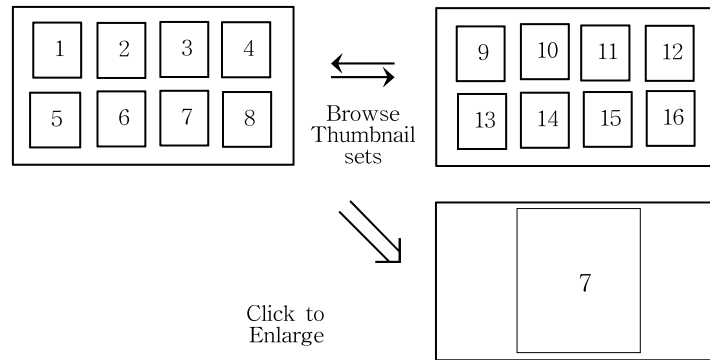 1 2 3 4
5 6 7 8
Browse
Thumbnail
sets
9 10 11 12
13 14 15 16
Click to
Enlarge
7